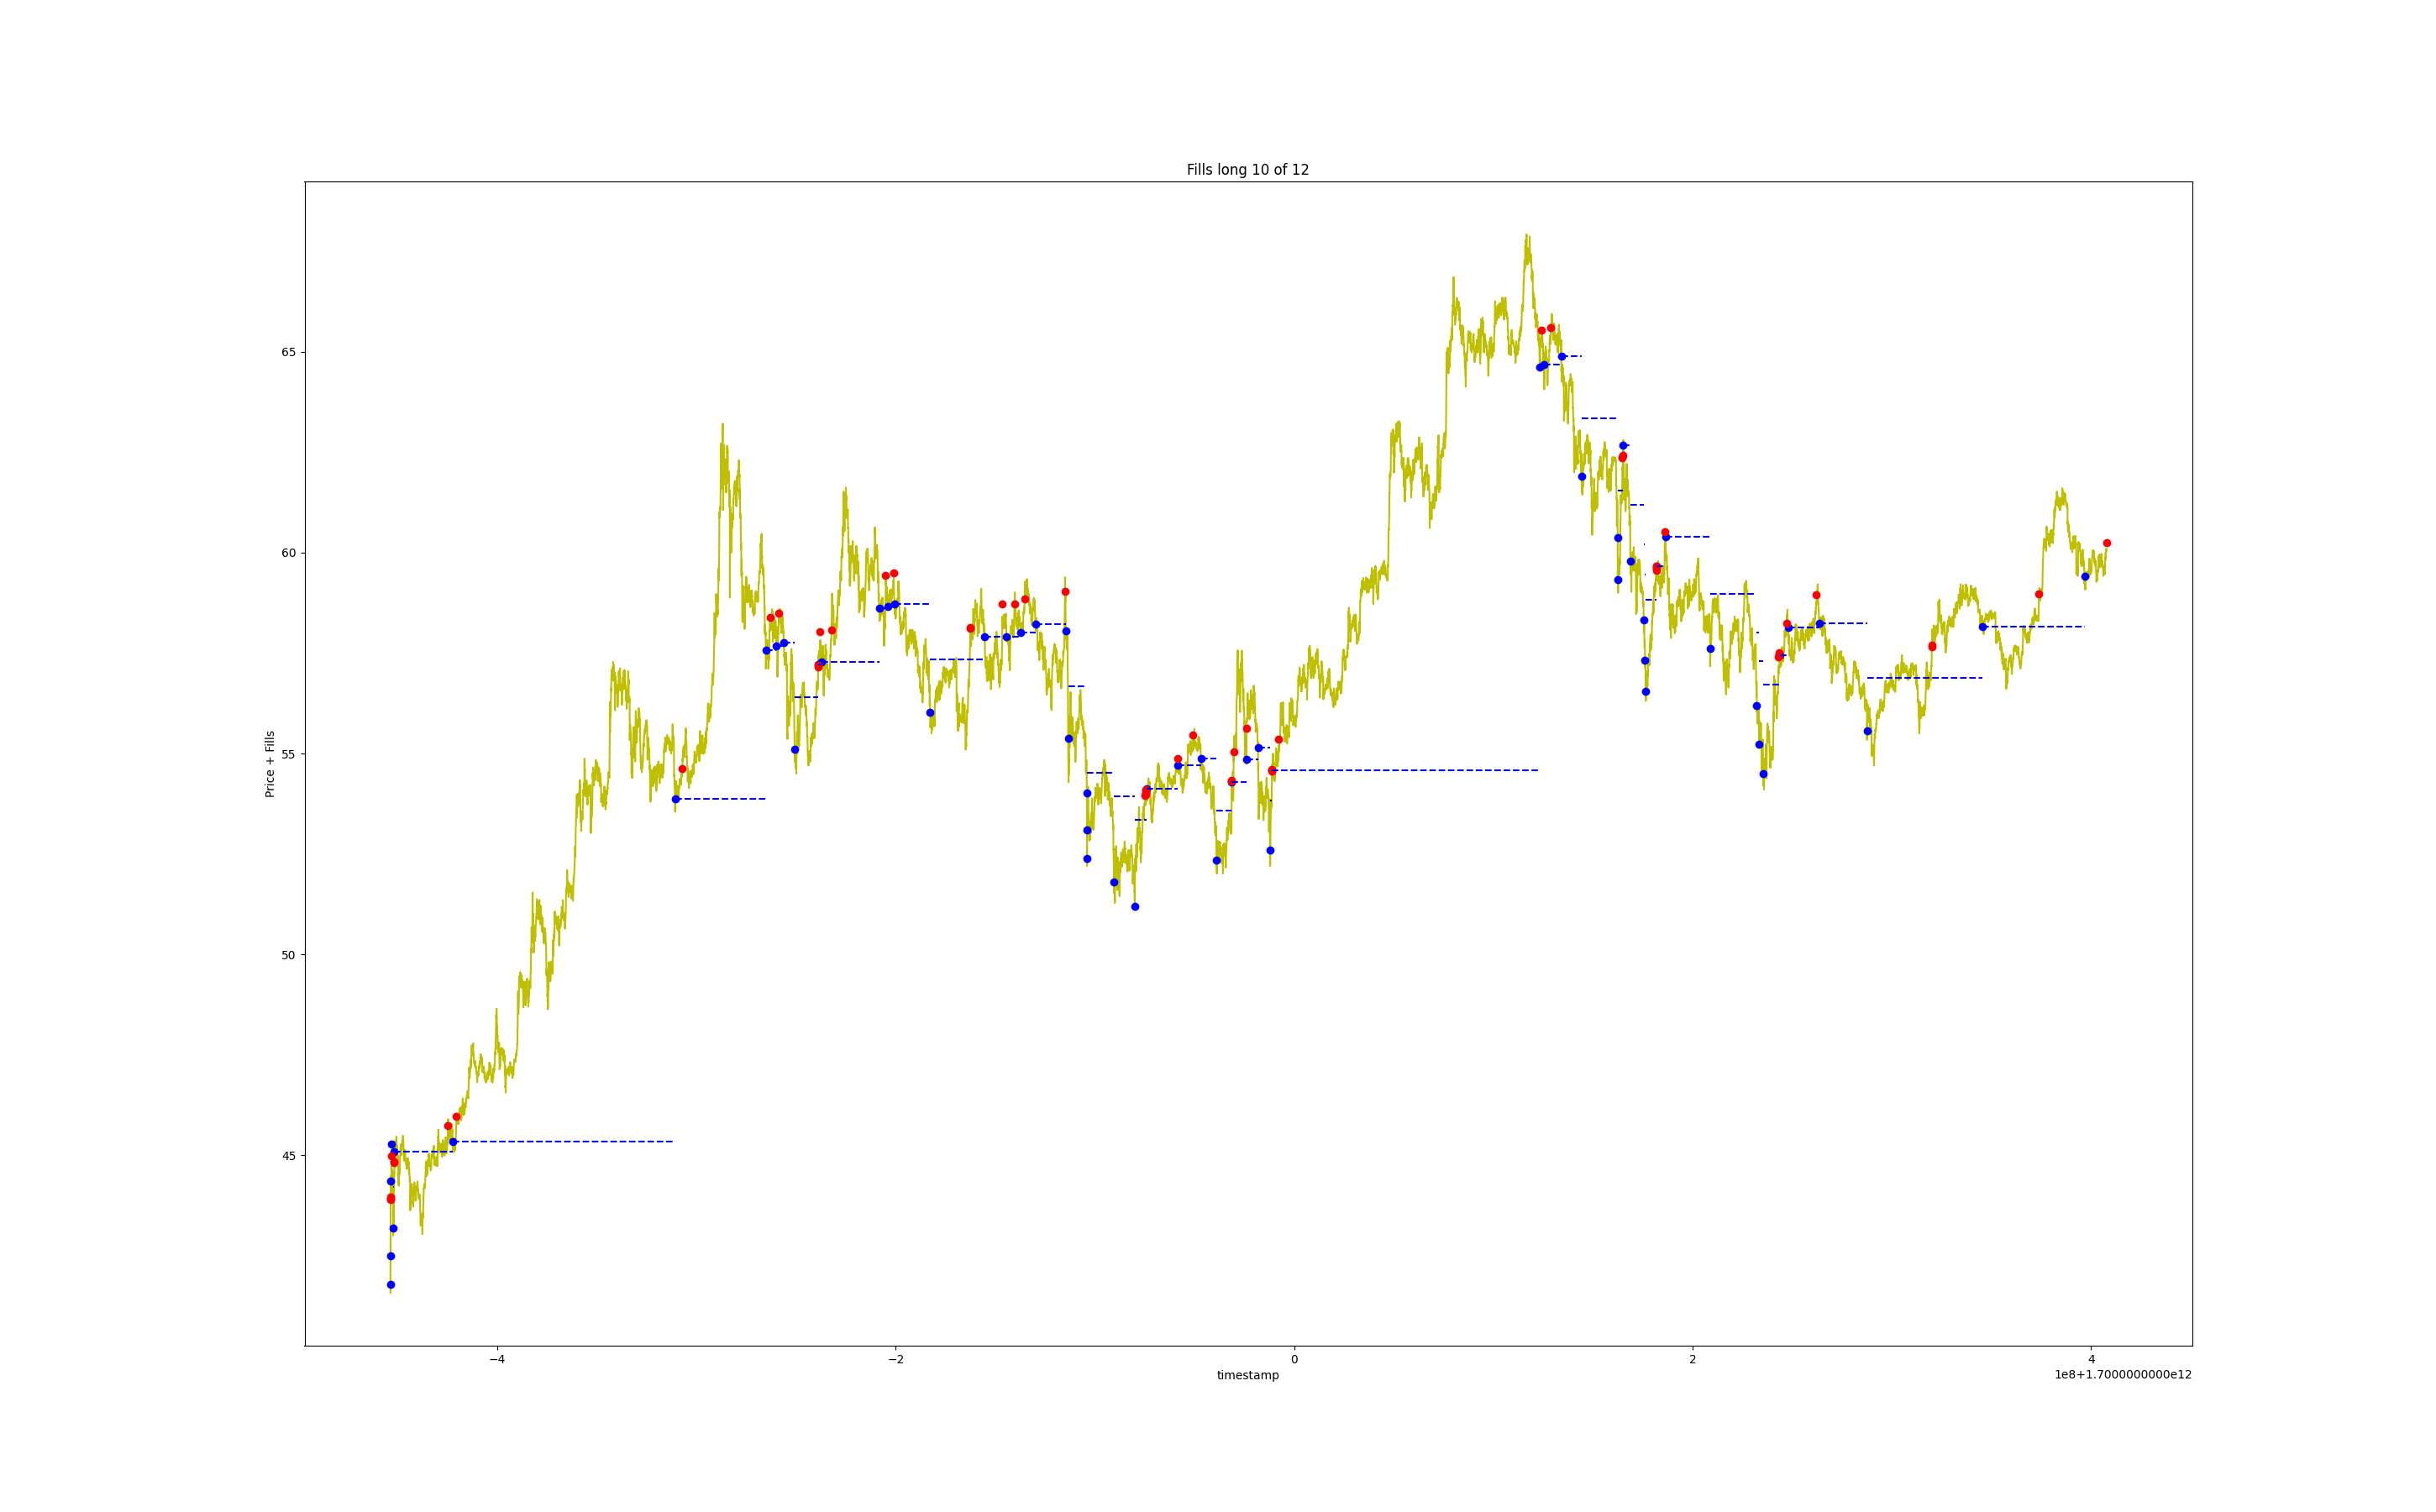 Fills long 10 of 12
Price + Fills
65
60
55
50
45
−4
−2
0
2
4
timestamp
1e8+1.7000000000e12